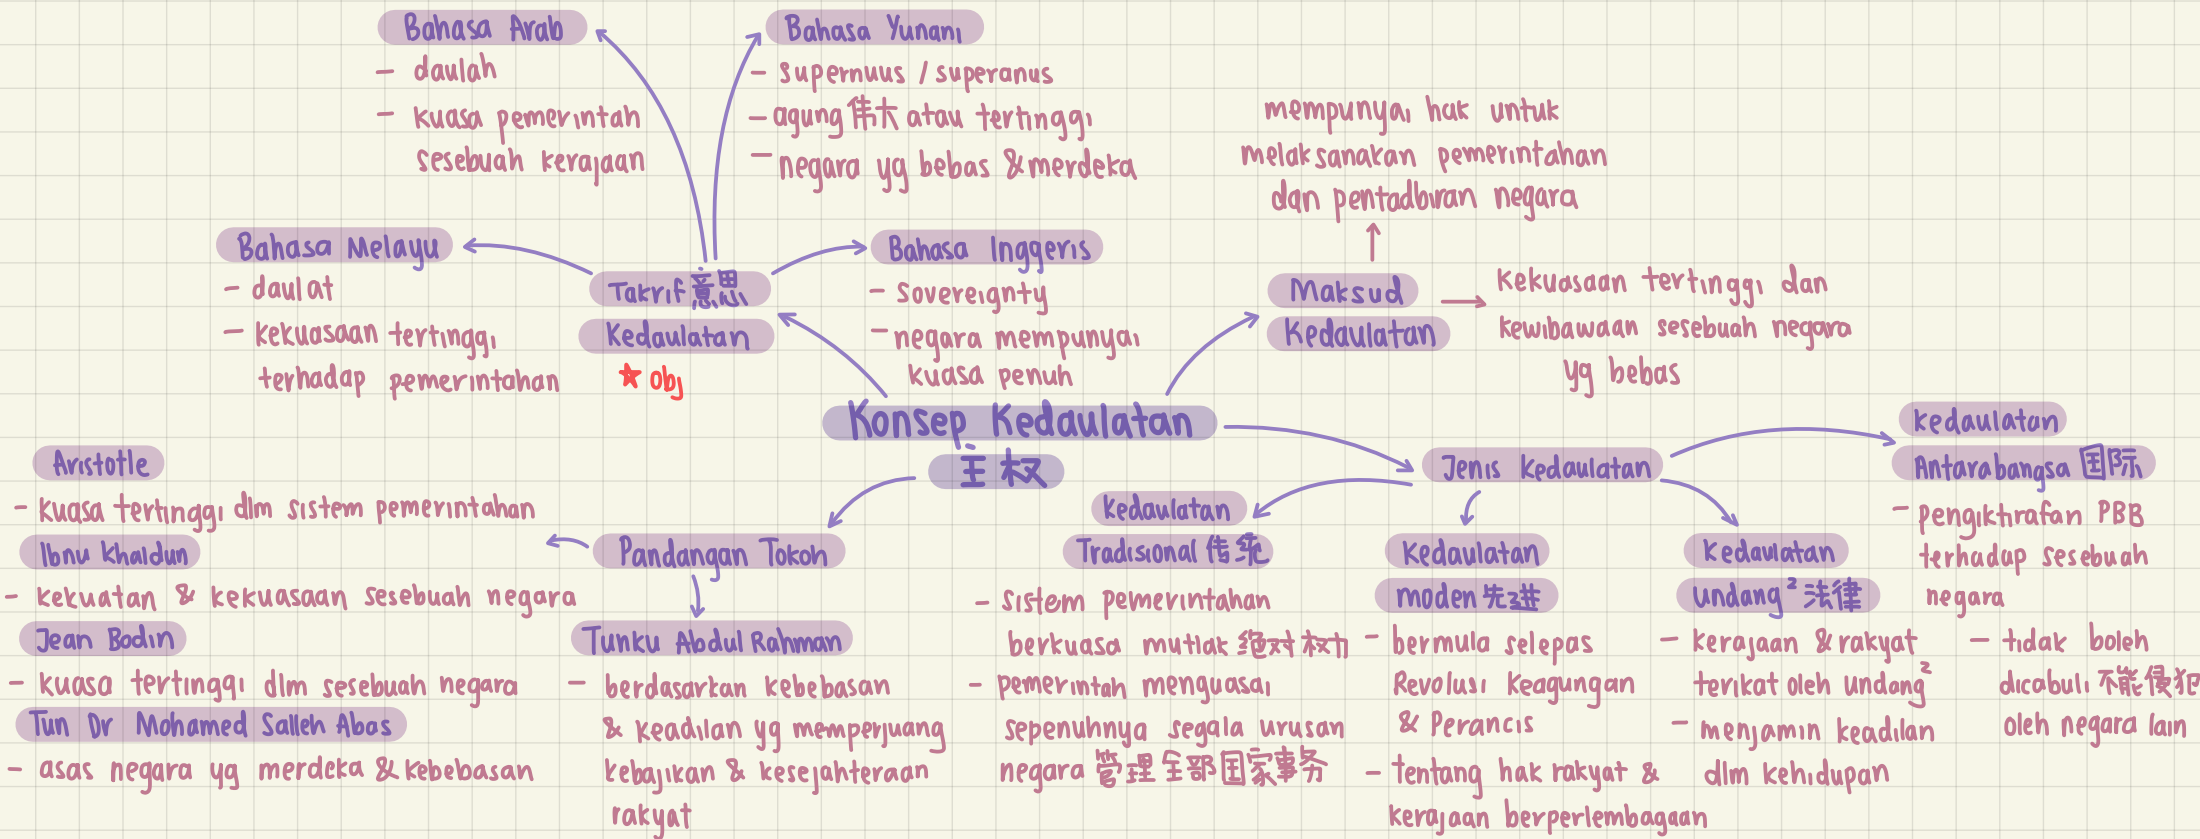 Bahasa Arab
- daulah
- kuasa pemerintah
sesebuah kerajaan
Bahasa Yunani
- supernuus / superanus
- agung 伟大 atau tertinggi
- negara yg bebas & merdeka
Bahasa Melayu
- daulat
- kekuasaan tertinggi
terhadap pemerintahan
Takrif 意思
Kedaulatan
★ obj
Bahasa Inggeris
- sovereignty
- negara mempunyai
kuasa penuh
mempunyai hak untuk
melaksanakan pemerintahan
dan pentadbiran negara
Maksud
Kedaulatan
kekuasaan tertinggi dan
kewibawaan sesebuah negara
yg bebas
Konsep Kedaulatan
主权
Aristotle
- kuasa tertinggi dlm sistem pemerintahan
Ibnu Khaldun
- kekuatan & kekuasaan sesebuah negara
Jean Bodin
- kuasa tertinggi dlm sesebuah negara
Tun Dr Mohamed Salleh Abas
- asas negara yg merdeka & kebebasan
Pandangan Tokoh
Tunku Abdul Rahman
- berdasarkan kebebasan
& keadilan yg memperjuang
kebajikan & kesejahteraan
rakyat
Jenis Kedaulatan
Kedaulatan
Tradisional 传统
- sistem pemerintahan
berkuasa mutlak 绝对权力
- pemerintah menguasai
sepenuhnya segala urusan
negara 管理全部国家事务
Kedaulatan
moden 先进
- bermula selepas
Revolusi Keagungan
& Perancis
- tentang hak rakyat &
kerajaan berperlembagaan
Kedaulatan
undang² 法律
- kerajaan & rakyat
terikat oleh undang²
- menjamin keadilan
dlm kehidupan
kedaulatan
Antarabangsa 国际
- pengiktirafan PBB
terhadap sesebuah
negara
- tidak boleh
dicabuli 不能侵犯
oleh negara lain